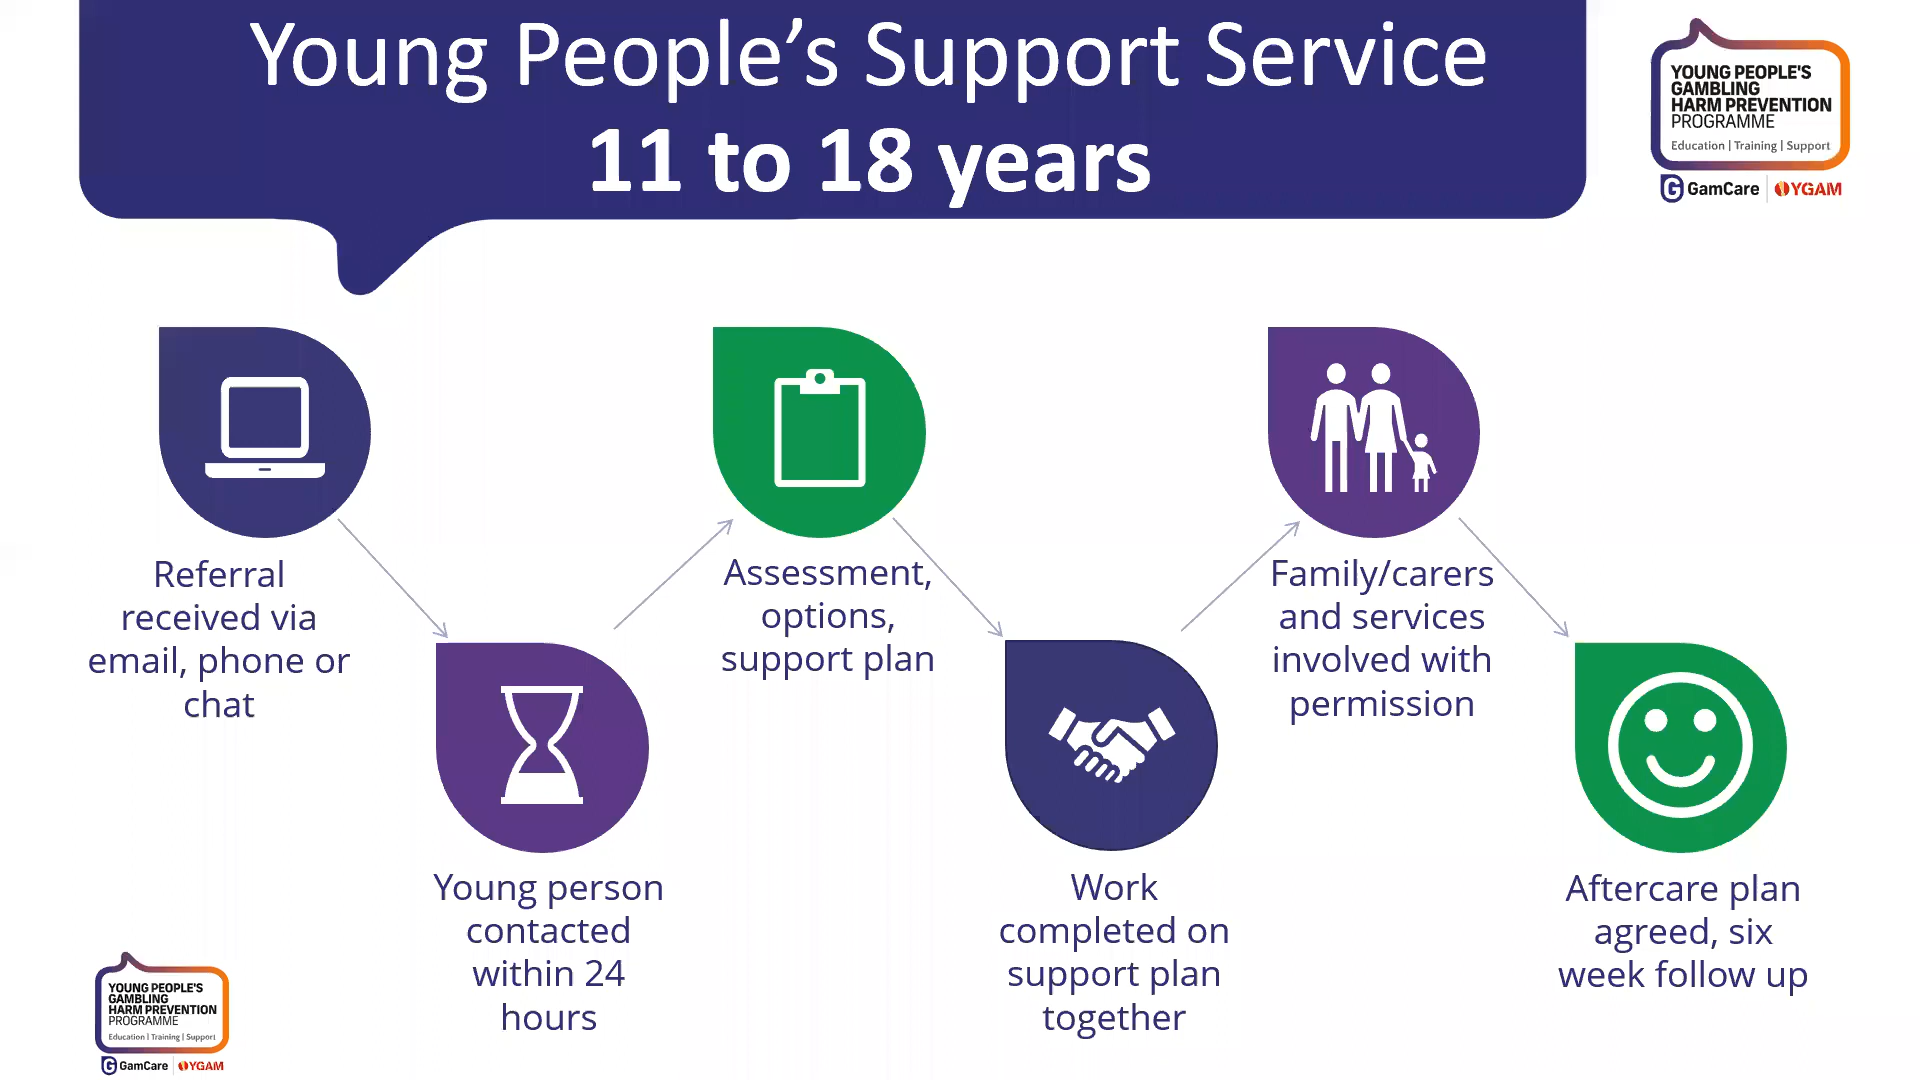 Young People’s Support Service
11 to 18 years
YOUNG PEOPLE'S
GAMBLING
HARM PREVENTION
PROGRAMME
Education | Training | Support
GamCare | YGAM
Referral
received via
email, phone or
chat
Young person
contacted
within 24
hours
Assessment,
options,
support plan
Work
completed on
support plan
together
Family/carers
and services
involved with
permission
Aftercare plan
agreed, six
week follow up
YOUNG PEOPLE'S
GAMBLING
HARM PREVENTION
PROGRAMME
Education | Training | Support
GamCare | YGAM